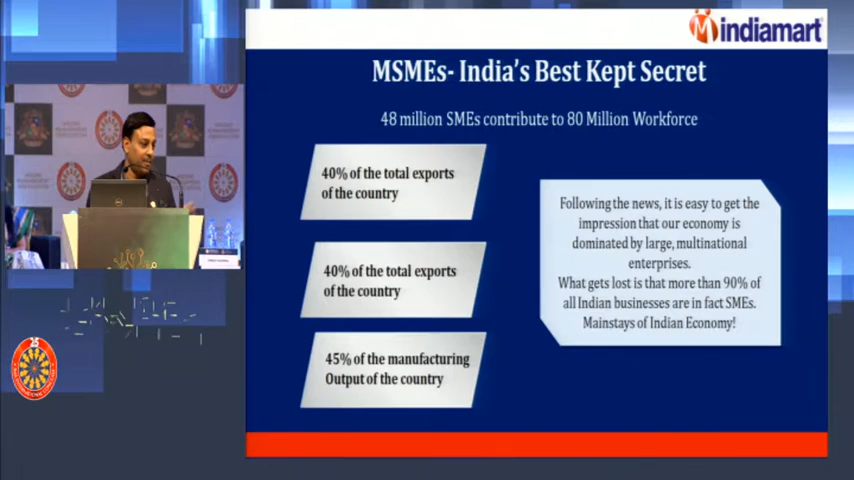 indiamart
MSMEs- India's Best Kept Secret
48 million SMEs contribute to 80 Million Workforce
40% of the total exports
of the country
40% of the total exports
of the country
45% of the manufacturing
Output of the country
Following the news, it is easy to get the
impression that our economy is
dominated by large, multinational
enterprises.
What gets lost is that more than 90% of
all Indian businesses are in fact SMEs.
Mainstays of Indian Economy!
25